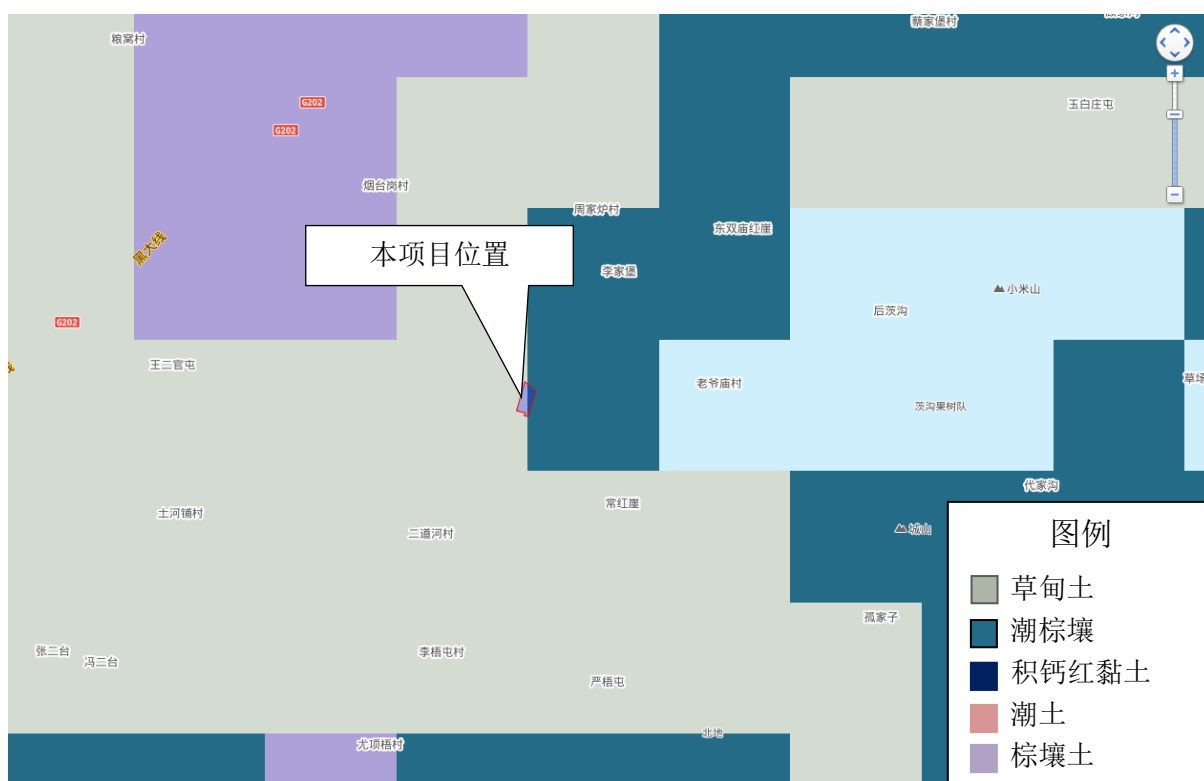 蔡家堡村
粮窝村
G202
玉白庄屯
G202
烟台岗村
周家炉村
东双庙红崖
黑大线
本项目位置
李家堡
小米山
后茨沟
G202
王二官屯
老爷庙村
草场
茨沟果树队
代家沟
常红崖
土河铺村
二道河村
城山
孤家子
张二台
冯二台
李梧屯村
严梧屯
北地
尤项梧村
图例
草甸土
潮棕壤
积钙红黏土
潮土
棕壤土